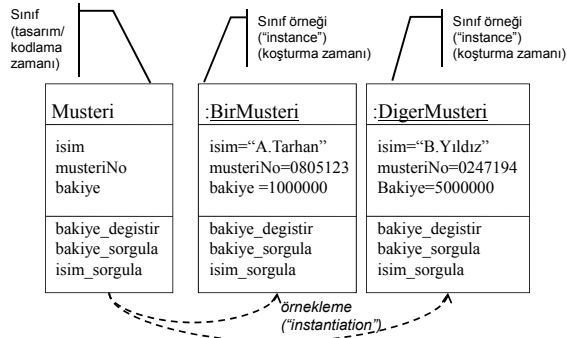 Sınıf
(tasarım/
kodlama
zamanı)
Sınıf örneği
(“instance”)
(koşturma zamanı)
Sınıf örneği
(“instance”)
(koşturma zamanı)
Musteri
isim
musteriNo
bakiye
bakiye_degistir
bakiye_sorgula
isim_sorgula
:BirMusteri
isim=“A.Tarhan”
musteriNo=0805123
bakiye =1000000
bakiye_degistir
bakiye_sorgula
isim_sorgula
:DigerMusteri
isim=“B.Yıldız”
musteriNo=0247194
Bakiye=5000000
bakiye_degistir
bakiye_sorgula
isim_sorgula
örnekleme
(“instantiation”)